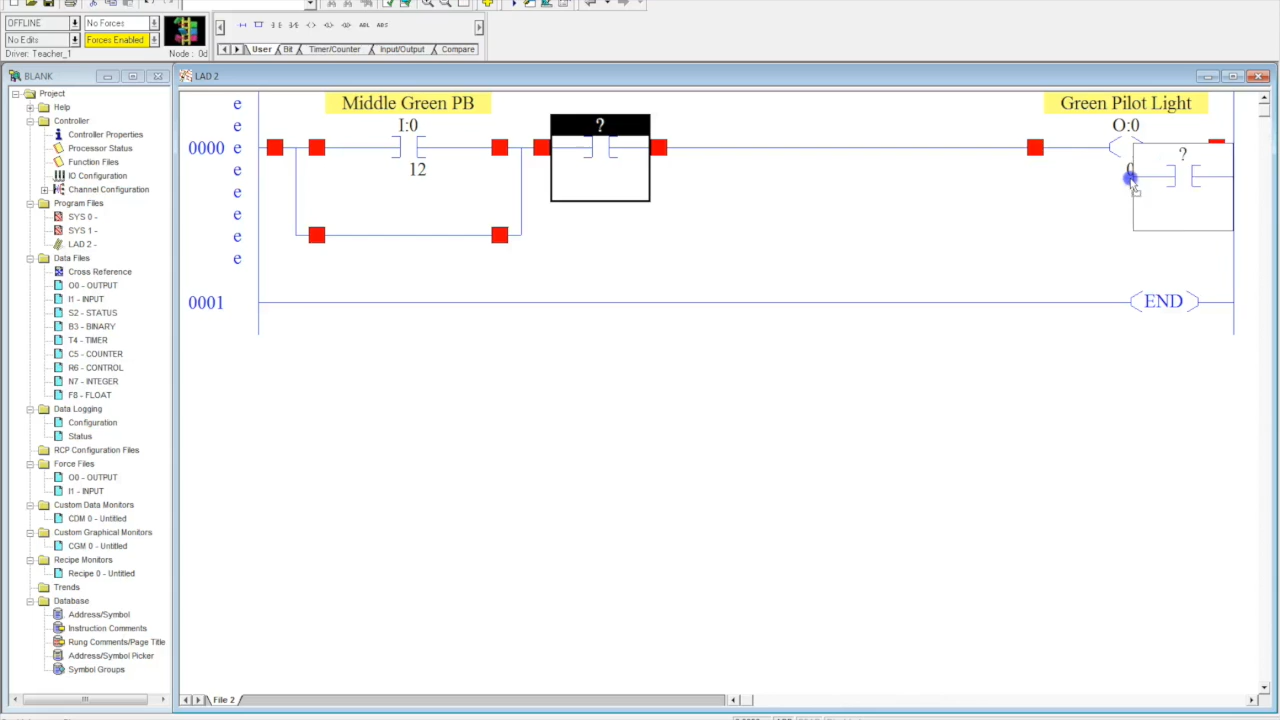 OFFLINE
No Forces
No Edits
Forces Enabled
Driver: Teacher_1
Node : 0d
User
Bit
Timer/Counter
Input/Output
Compare
BLANK
Project
Help
Controller
Controller Properties
Processor Status
Function Files
IO Configuration
Channel Configuration
Program Files
SYS 0 -
SYS 1 -
LAD 2 -
Data Files
Cross Reference
O0 - OUTPUT
I1 - INPUT
S2 - STATUS
B3 - BINARY
T4 - TIMER
C5 - COUNTER
R6 - CONTROL
N7 - INTEGER
F8 - FLOAT
Data Logging
Configuration
Status
RCP Configuration Files
Force Files
O0 - OUTPUT
I1 - INPUT
Custom Data Monitors
CDM 0 - Untitled
Custom Graphical Monitors
CGM 0 - Untitled
Recipe Monitors
Recipe 0 - Untitled
Trends
Database
Address/Symbol
Instruction Comments
Rung Comments/Page Title
Address/Symbol Picker
Symbol Groups
LAD 2
e Middle Green PB Green Pilot Light
e I:0 ? O:0
0000 e ?
e 12 0
e
e
e
e
0001 END
File 2